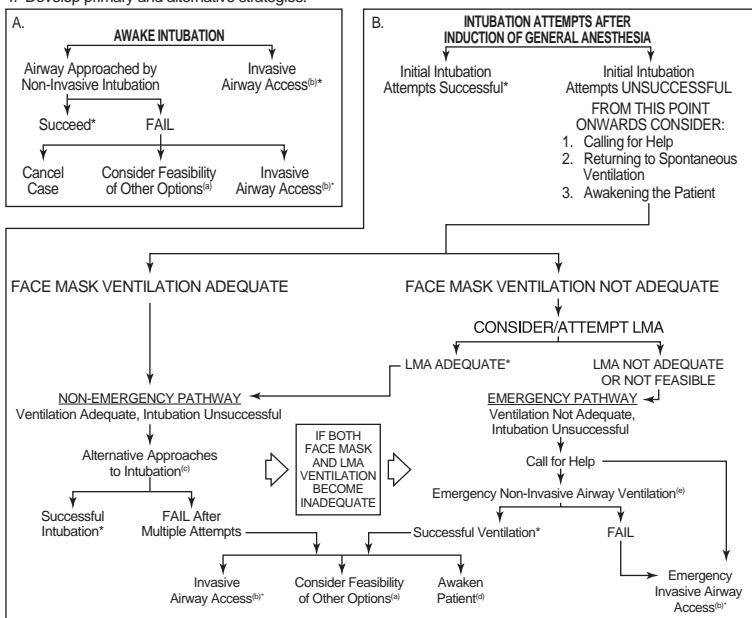 4. Develop primary and alternative strategies:
A.
AWAKE INTUBATION
Airway Approached by
Non-Invasive Intubation
Invasive
Airway Access(b)*
Succeed*
FAIL
Cancel
Case
Consider Feasibility
of Other Options(a)
Invasive
Airway Access(b)*
B.
INTUBATION ATTEMPTS AFTER
INDUCTION OF GENERAL ANESTHESIA
Initial Intubation
Attempts Successful*
Initial Intubation
Attempts UNSUCCESSFUL
FROM THIS POINT
ONWARDS CONSIDER:
1. Calling for Help
2. Returning to Spontaneous
Ventilation
3. Awakening the Patient
FACE MASK VENTILATION ADEQUATE
FACE MASK VENTILATION NOT ADEQUATE
CONSIDER/ATTEMPT LMA
LMA ADEQUATE*
LMA NOT ADEQUATE
OR NOT FEASIBLE
NON-EMERGENCY PATHWAY
Ventilation Adequate, Intubation Unsuccessful
EMERGENCY PATHWAY
Ventilation Not Adequate,
Intubation Unsuccessful
Alternative Approaches
to Intubation(c)
IF BOTH
FACE MASK
AND LMA
VENTILATION
BECOME
INADEQUATE
Call for Help
Emergency Non-Invasive Airway Ventilation(e)
Successful
Intubation*
FAIL After
Multiple Attempts
Successful Ventilation*
FAIL
Invasive
Airway Access(b)*
Consider Feasibility
of Other Options(a)
Awaken
Patient(d)
Emergency
Invasive Airway
Access(b)*